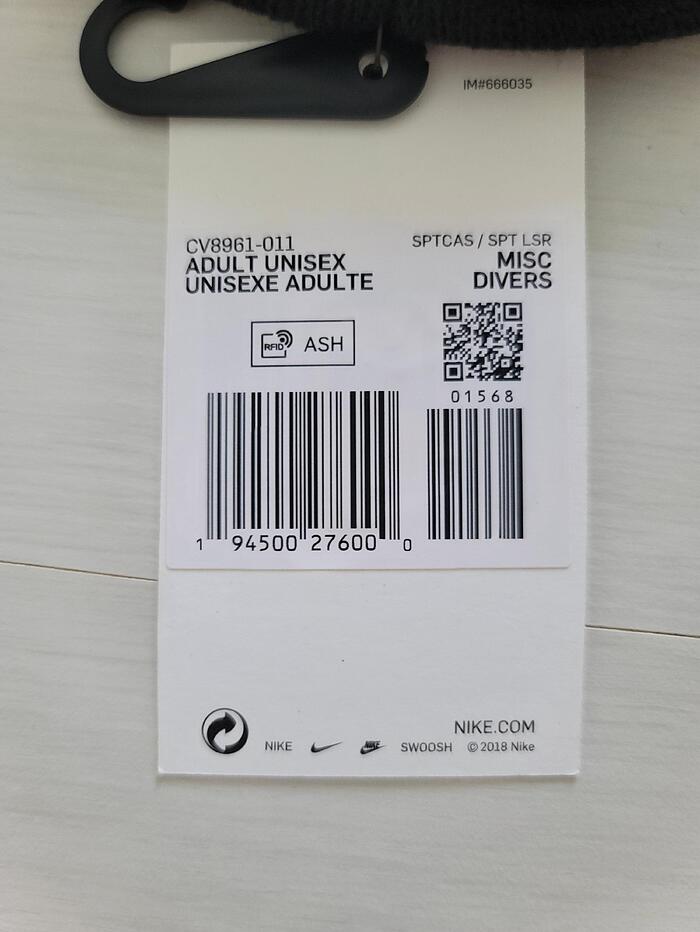 IM#666035
CV8961-011
SPTCAS / SPT LSR
ADULT UNISEX
MISC
UNISEXE ADULTE
DIVERS
RFID ASH
01568
1 94500 27600 0
NIKE.COM
NIKE NIKE SWOOSH © 2018 Nike